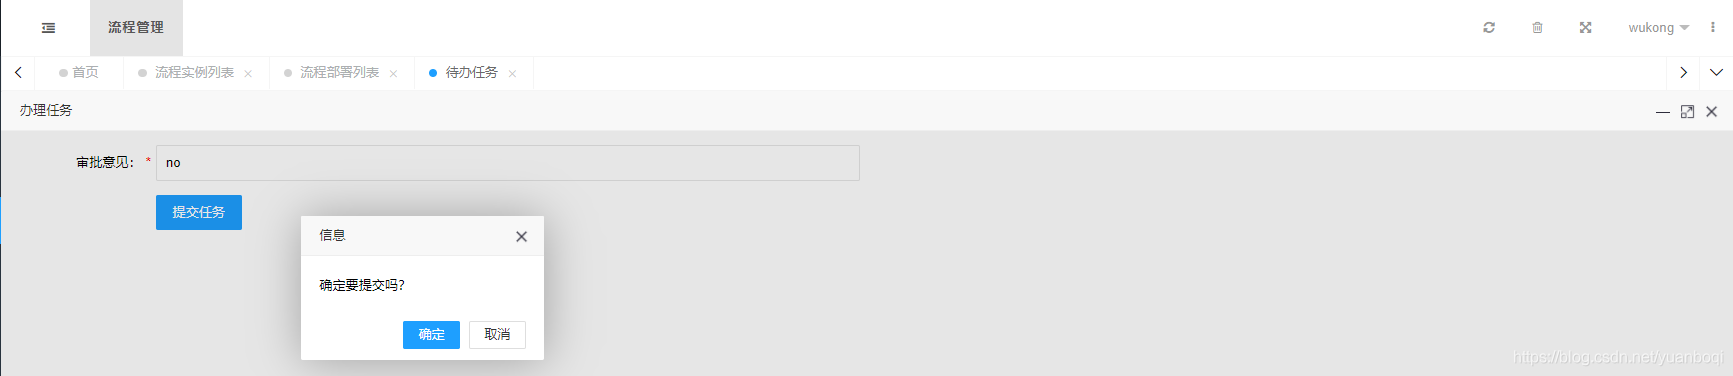 流程管理
wukong
首页
流程实例列表
流程部署列表
待办任务
办理任务
审批意见: * no
提交任务
信息
确定要提交吗?
确定
取消
https://blog.csdn.net/yuanboqi